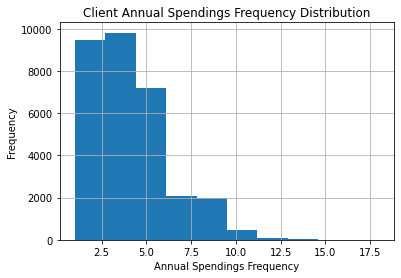 Client Annual Spendings Frequency Distribution
10000
8000
6000
4000
2000
0
Frequency
2.5 5.0 7.5 10.0 12.5 15.0 17.5
Annual Spendings Frequency